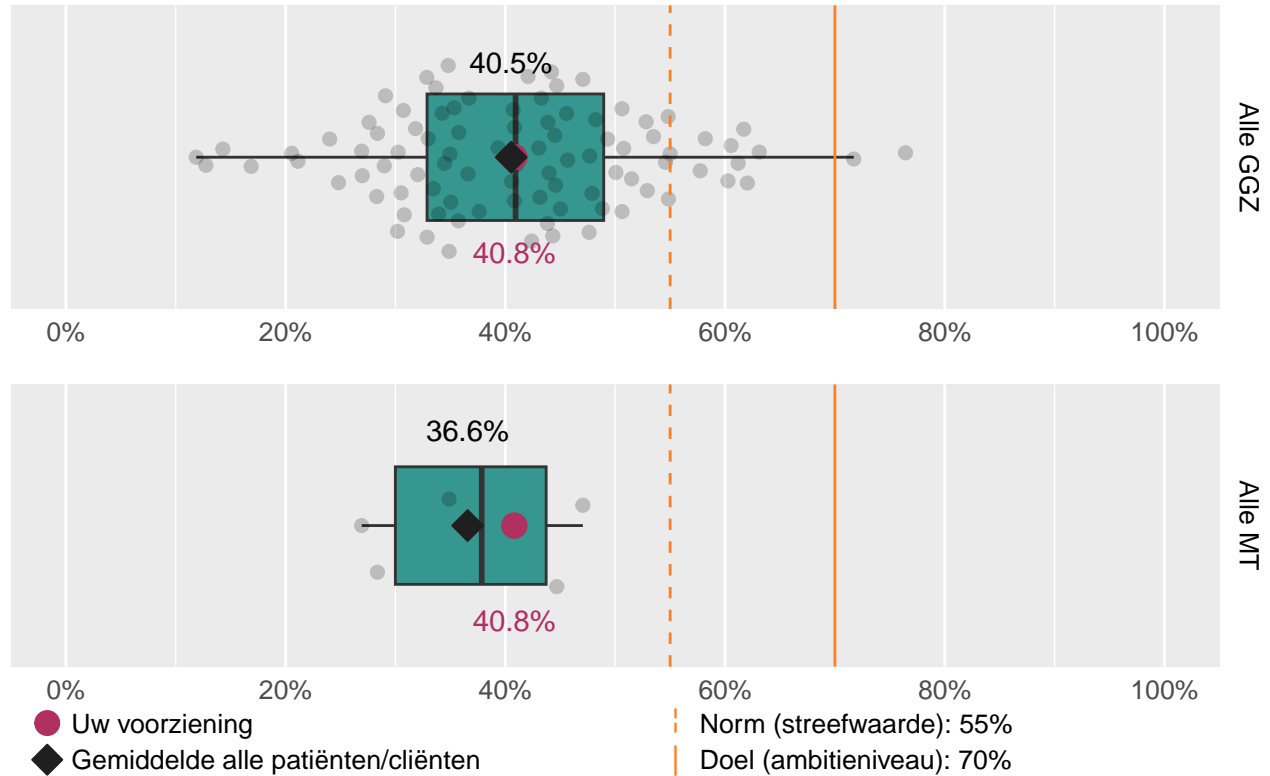 40.5%
40.8%
Alle GGZ
0% 20% 40% 60% 80% 100%
36.6%
40.8%
Alle MT
0% 20% 40% 60% 80% 100%
Uw voorziening
Gemiddelde alle patiënten/cliënten
Norm (streefwaarde): 55%
Doel (ambitieniveau): 70%